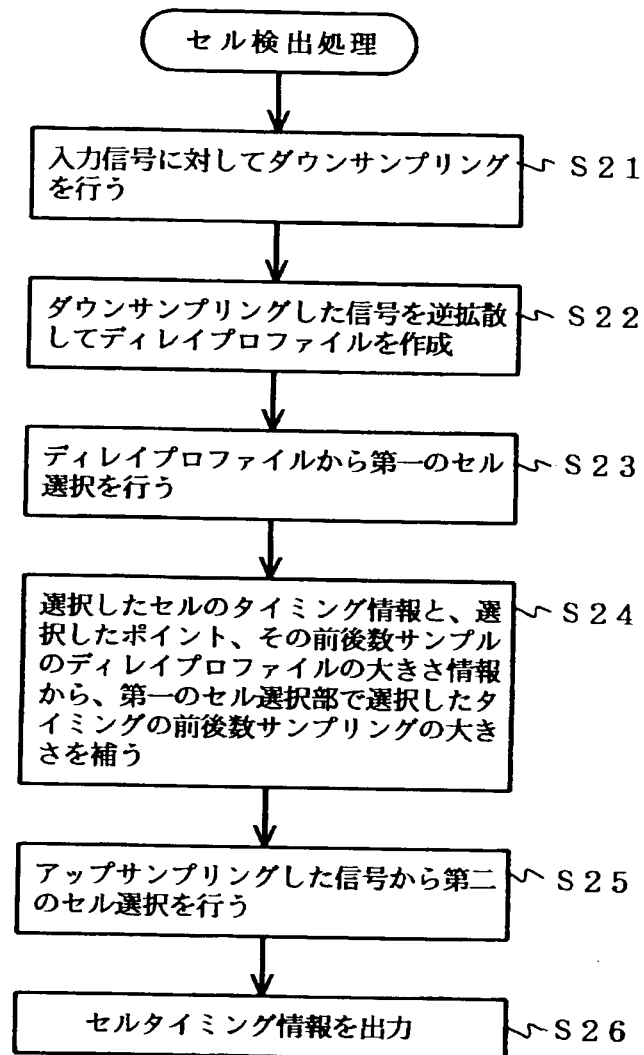 セル検出処理
入力信号に対してダウンサンプリング
を行う
S21
ダウンサンプリングした信号を逆拡散
してディレイプロファイルを作成
S22
ディレイプロファイルから第一のセル
選択を行う
S23
選択したセルのタイミング情報と、選
択したポイント、その前後数サンプル
のディレイプロファイルの大きさ情報
から、第一のセル選択部で選択したタ
イミングの前後数サンプリングの大き
さを補う
S24
アップサンプリングした信号から第二
のセル選択を行う
S25
セルタイミング情報を出力
S26